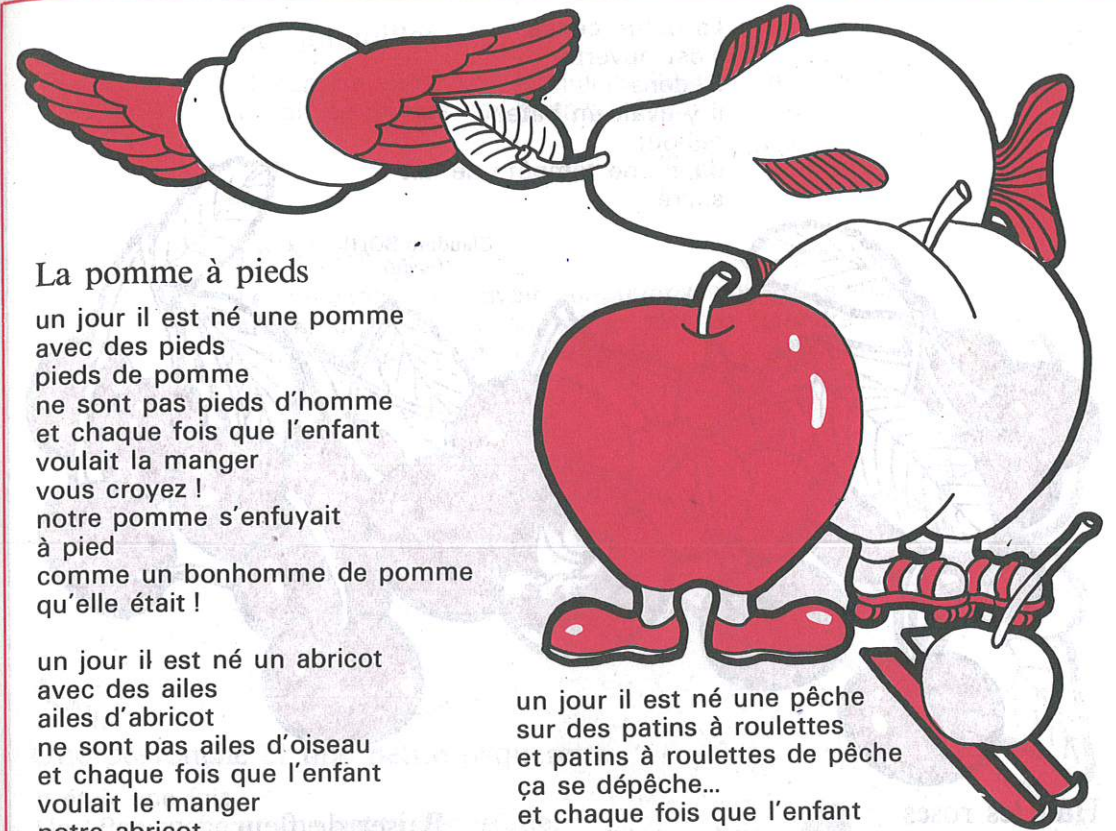 La pomme à pieds
un jour il est né une pomme
avec des pieds
pieds de pomme
ne sont pas pieds d'homme
et chaque fois que l'enfant
voulait la manger
vous croyez !
notre pomme s'enfuyait
à pied
comme un bonhomme de pomme
qu'elle était !
un jour il est né un abricot
avec des ailes
ailes d'abricot
ne sont pas ailes d'oiseau
et chaque fois que l'enfant
voulait le manger
notre abricot
un jour il est né une pêche
sur des patins à roulettes
et patins à roulettes de pêche
ça se dépêche...
et chaque fois que l'enfant